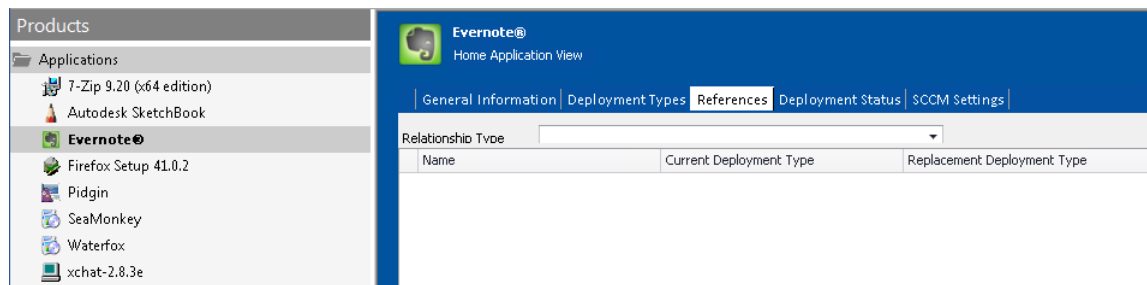 Products
Applications
7-Zip 9.20 (x64 edition)
Autodesk SketchBook
Evernote®
Firefox Setup 41.0.2
Pidgin
SeaMonkey
Waterfox
xchat-2.8.3e
Evernote®
Home Application View
General Information Deployment Types References Deployment Status SCCM Settings
Relationship Type
Name Current Deployment Type Replacement Deployment Type